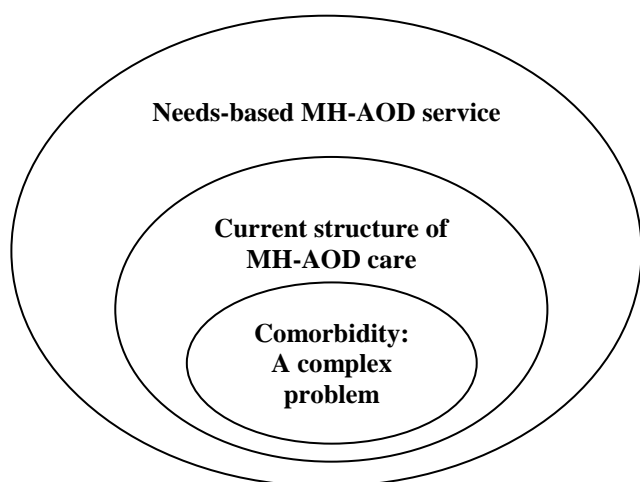 Needs-based MH-AOD service
Current structure of
MH-AOD care
Comorbidity:
A complex
problem